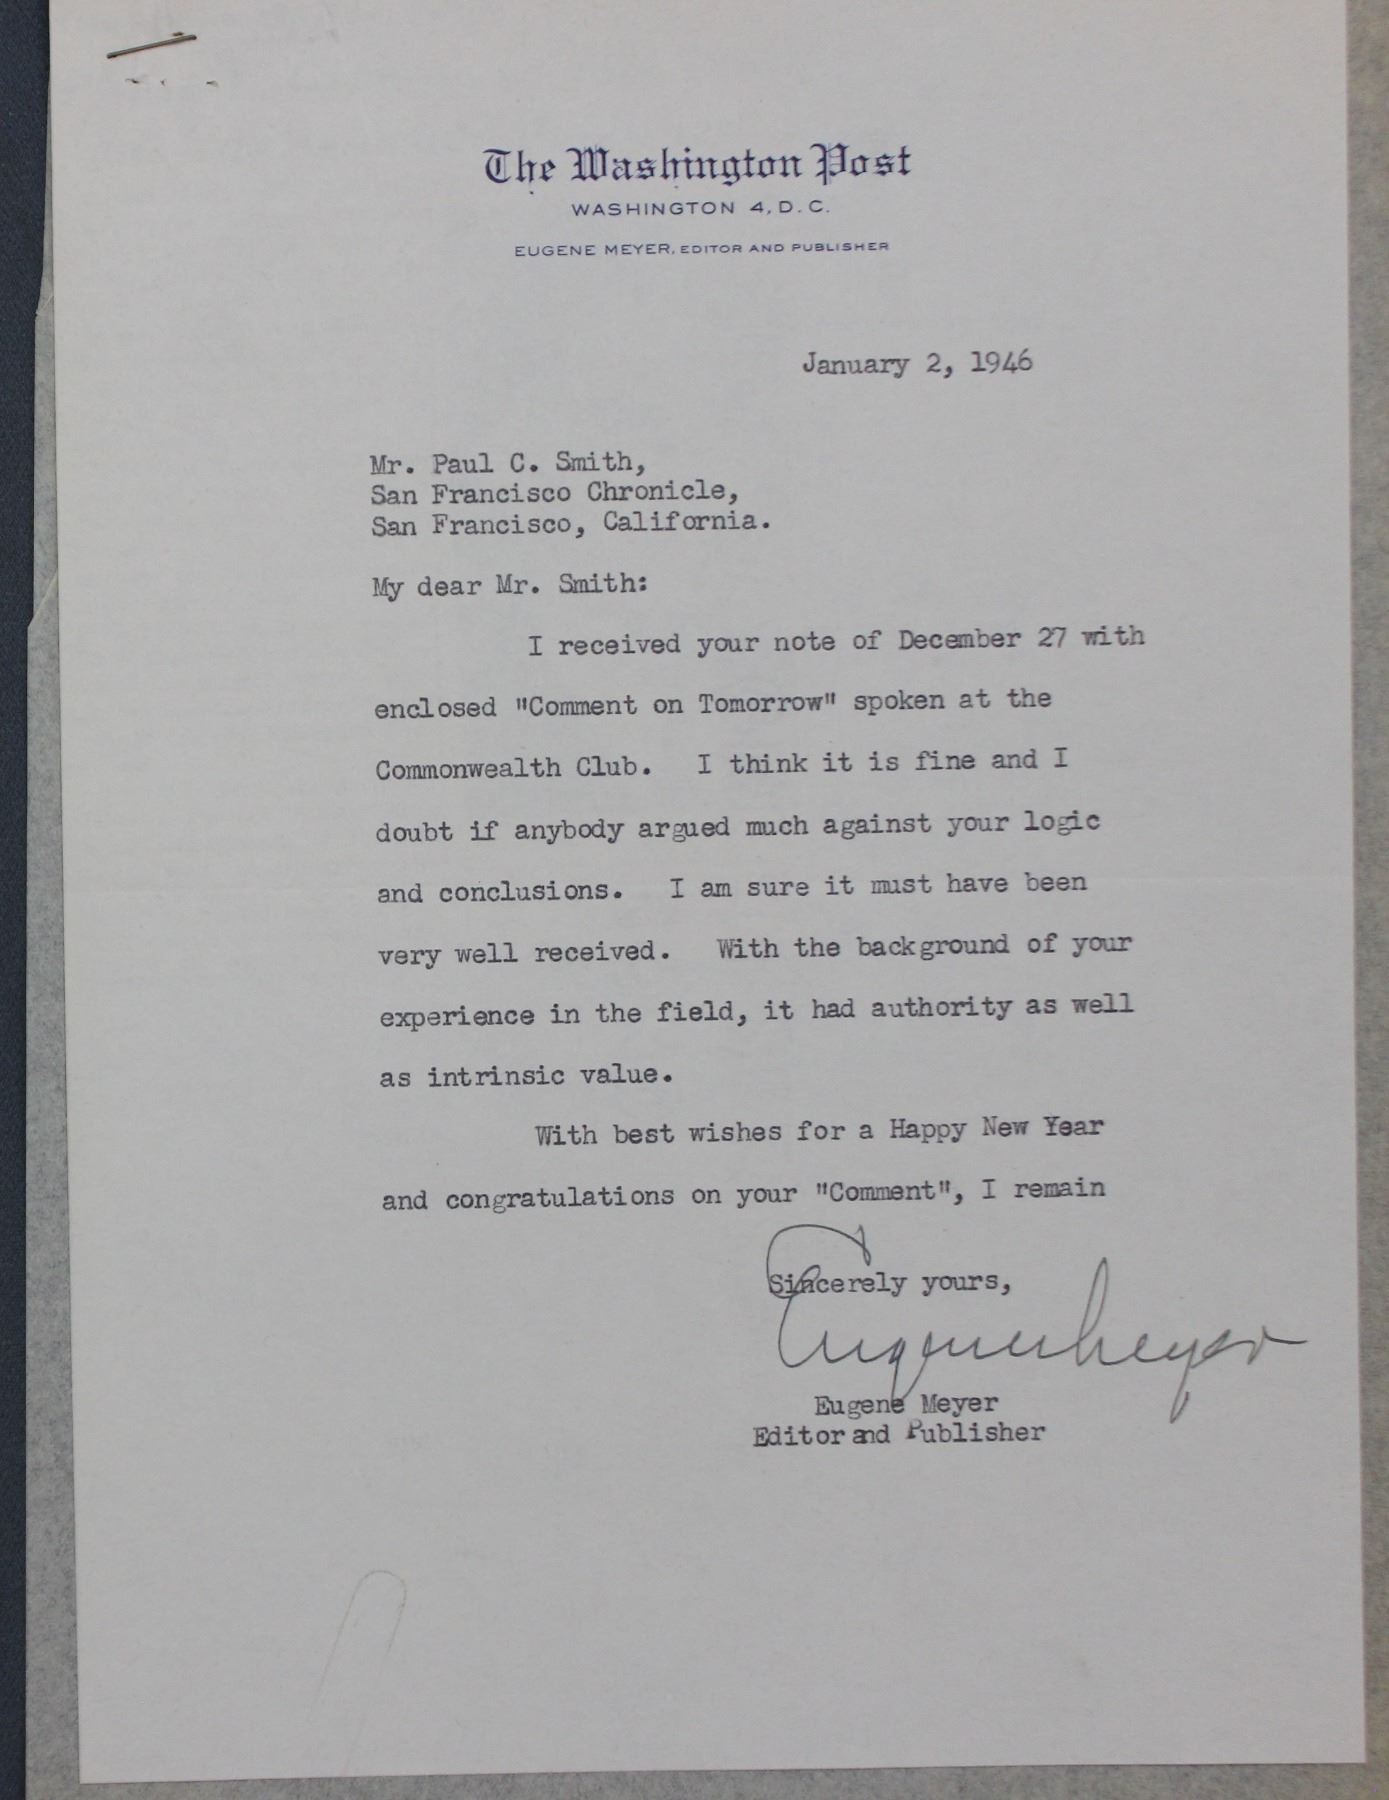 The Washington Post
WASHINGTON 4, D. C.
EUGENE MEYER, EDITOR AND PUBLISHER
January 2, 1946
Mr. Paul C. Smith,
San Francisco Chronicle,
San Francisco, California.
My dear Mr. Smith:
I received your note of December 27 with
enclosed "Comment on Tomorrow" spoken at the
Commonwealth Club. I think it is fine and I
doubt if anybody argued much against your logic
and conclusions. I am sure it must have been
very well received. With the background of your
experience in the field, it had authority as well
as intrinsic value.
With best wishes for a Happy New Year
and congratulations on your "Comment", I remain
Sincerely yours,
Eugene Meyer
Eugene Meyer
Editor and Publisher